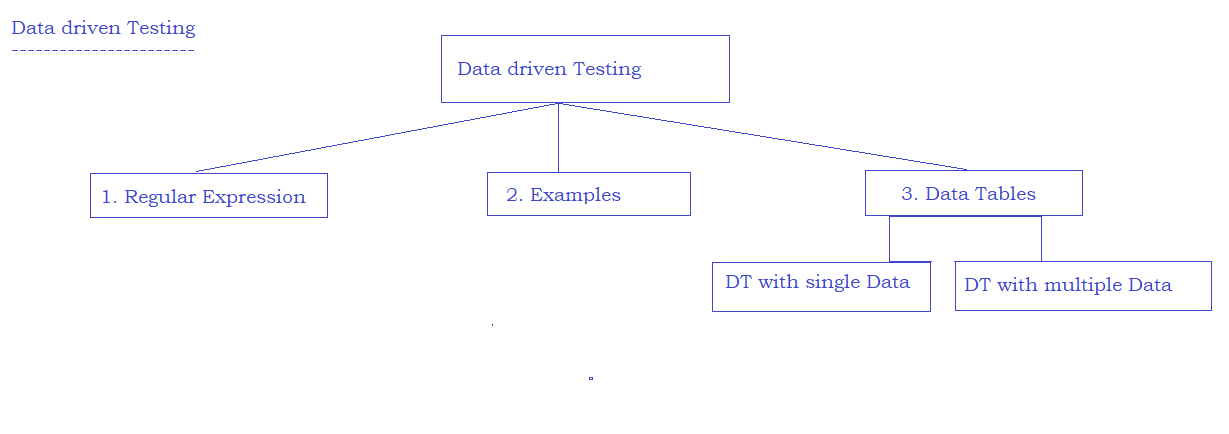 Data driven Testing
-----------------------
Data driven Testing
1. Regular Expression
2. Examples
3. Data Tables
DT with single Data
DT with multiple Data